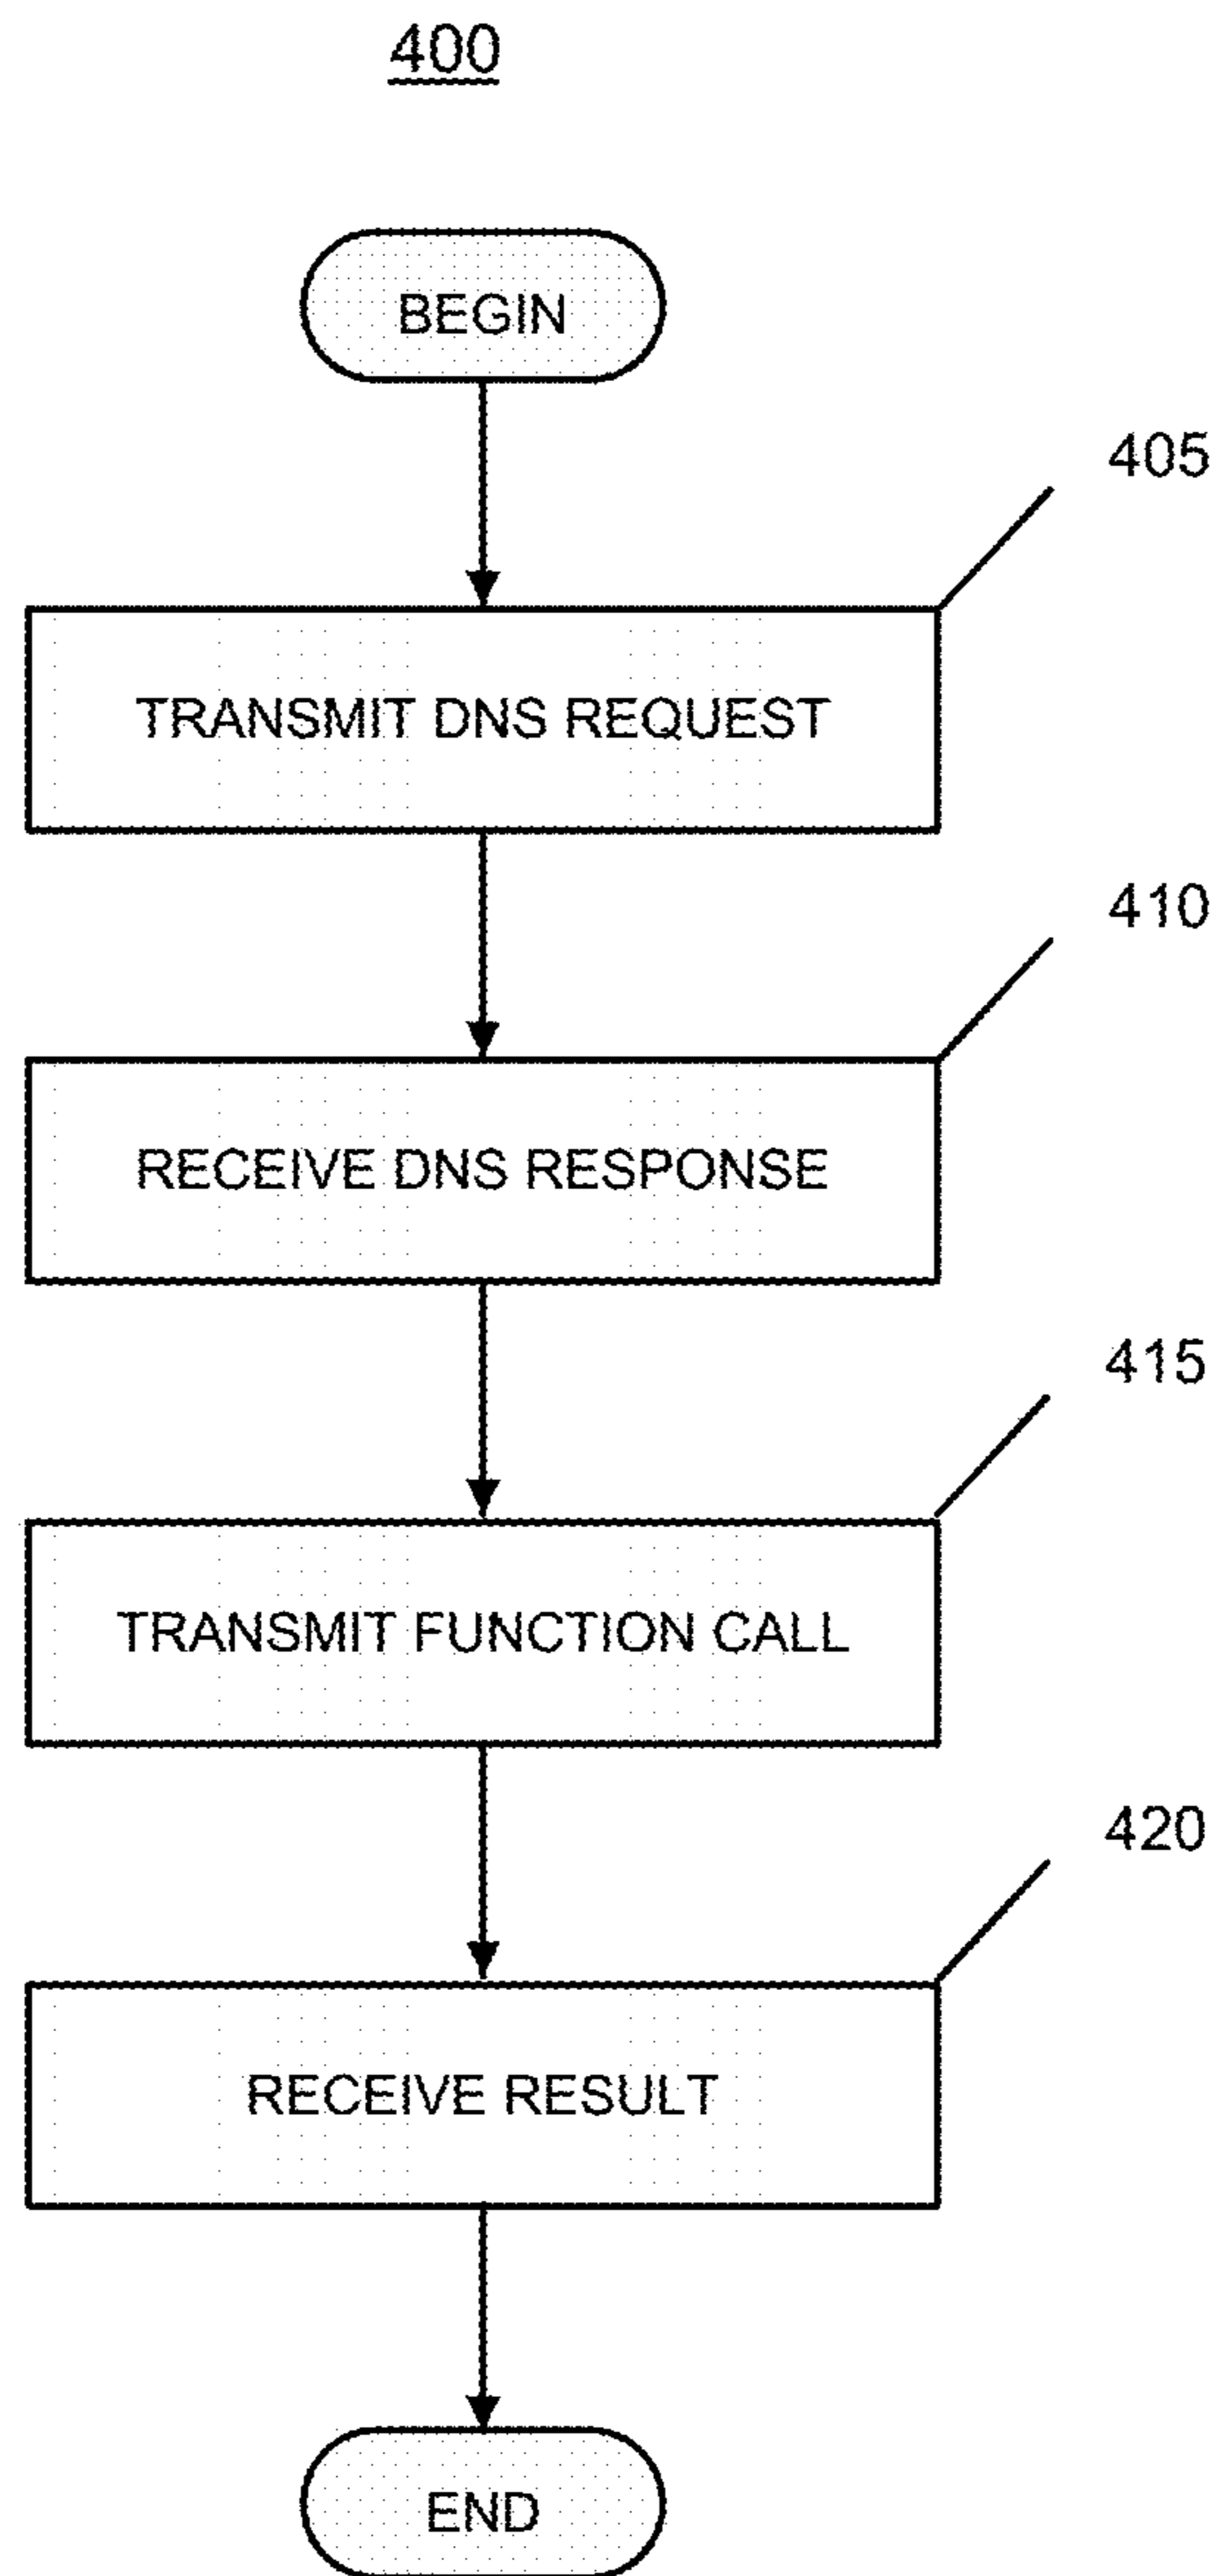 400
BEGIN
405
TRANSMIT DNS REQUEST
410
RECEIVE DNS RESPONSE
415
TRANSMIT FUNCTION CALL
420
RECEIVE RESULT
END